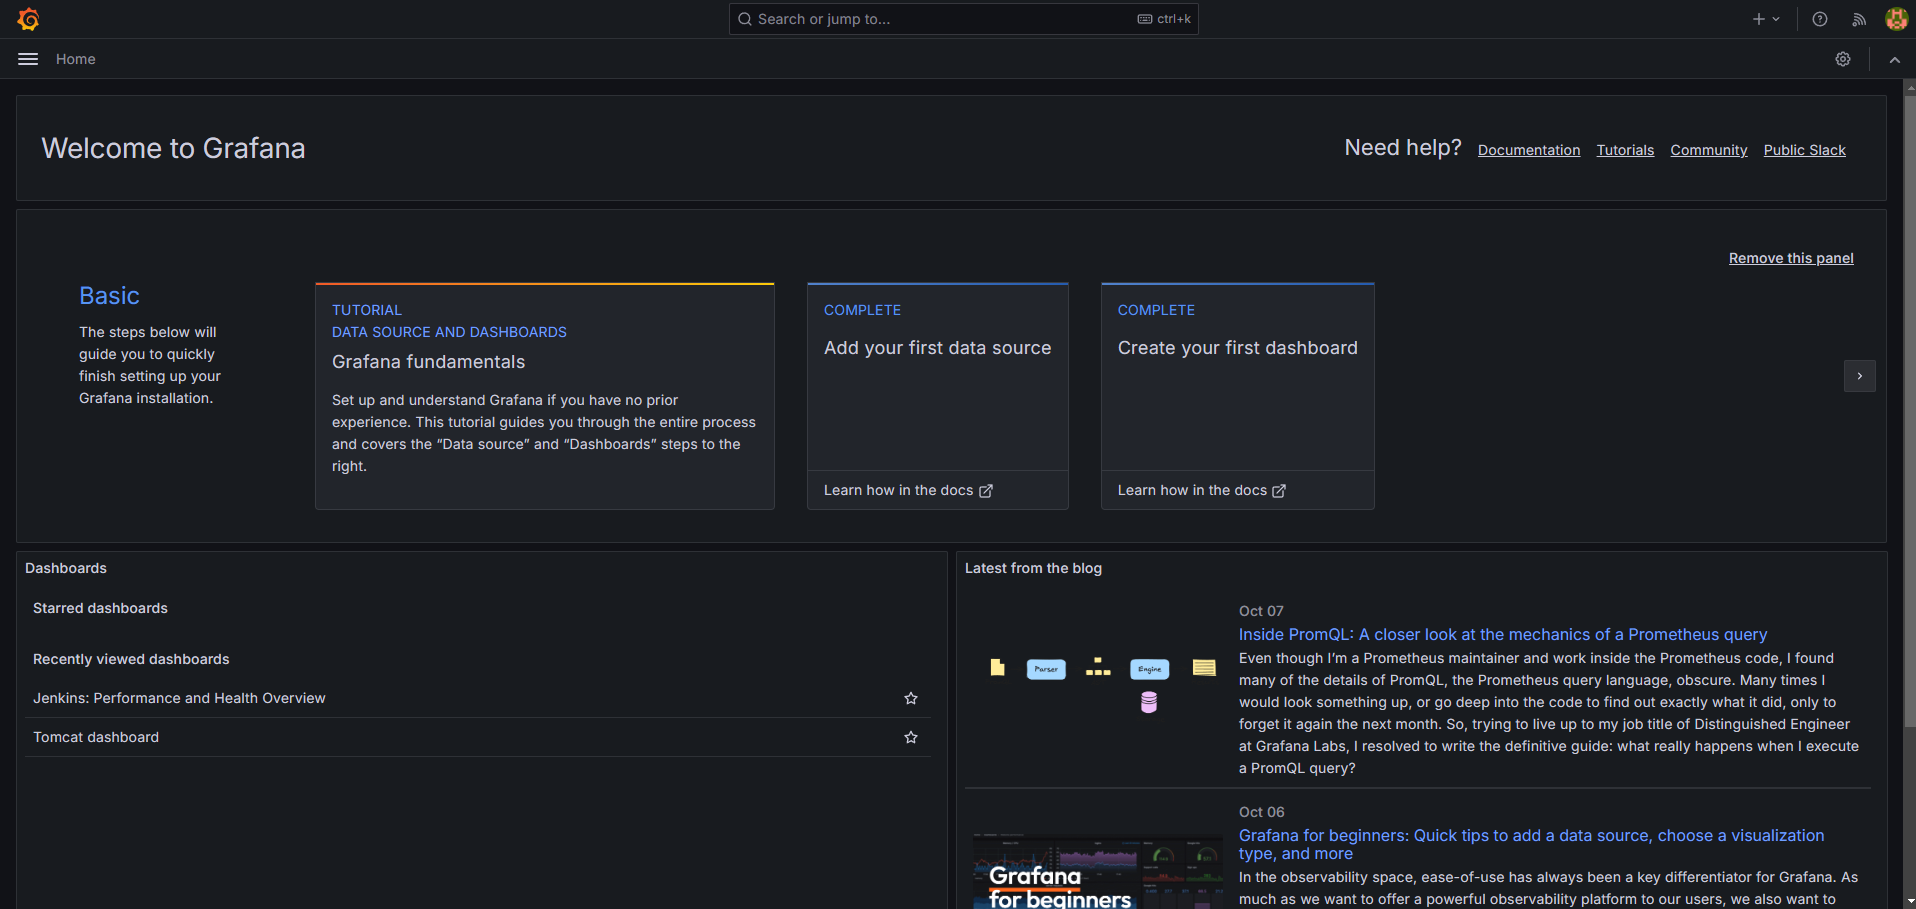 Search or jump to...
ctrl+k
Home
Welcome to Grafana
Need help?
Documentation
Tutorials
Community
Public Slack
Remove this panel
Basic
The steps below will
guide you to quickly
finish setting up your
Grafana installation.
TUTORIAL
DATA SOURCE AND DASHBOARDS
Grafana fundamentals
Set up and understand Grafana if you have no prior
experience. This tutorial guides you through the entire process
and covers the “Data source” and “Dashboards” steps to the
right.
COMPLETE
Add your first data source
Learn how in the docs
COMPLETE
Create your first dashboard
Learn how in the docs
Dashboards
Starred dashboards
Recently viewed dashboards
Jenkins: Performance and Health Overview
Tomcat dashboard
Latest from the blog
Parser
Engine
Oct 07
Inside PromQL: A closer look at the mechanics of a Prometheus query
Even though I’m a Prometheus maintainer and work inside the Prometheus code, I found
many of the details of PromQL, the Prometheus query language, obscure. Many times I
would look something up, or go deep into the code to find out exactly what it did, only to
forget it again the next month. So, trying to live up to my job title of Distinguished Engineer
at Grafana Labs, I resolved to write the definitive guide: what really happens when I execute
a PromQL query?
Grafana
for beginners
Oct 06
Grafana for beginners: Quick tips to add a data source, choose a visualization
type, and more
In the observability space, ease-of-use has always been a key differentiator for Grafana. As
much as we want to offer a powerful observability platform to our users, we also want to